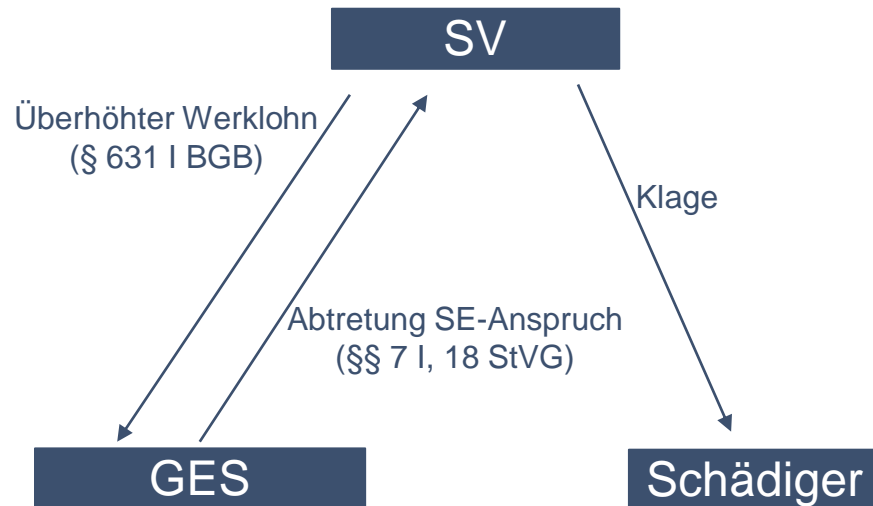 SV
Überhöhter Werklohn
(§ 631 I BGB)
Klage
Abtretung SE-Anspruch
(§§ 7 I, 18 StVG)
GES
Schädiger